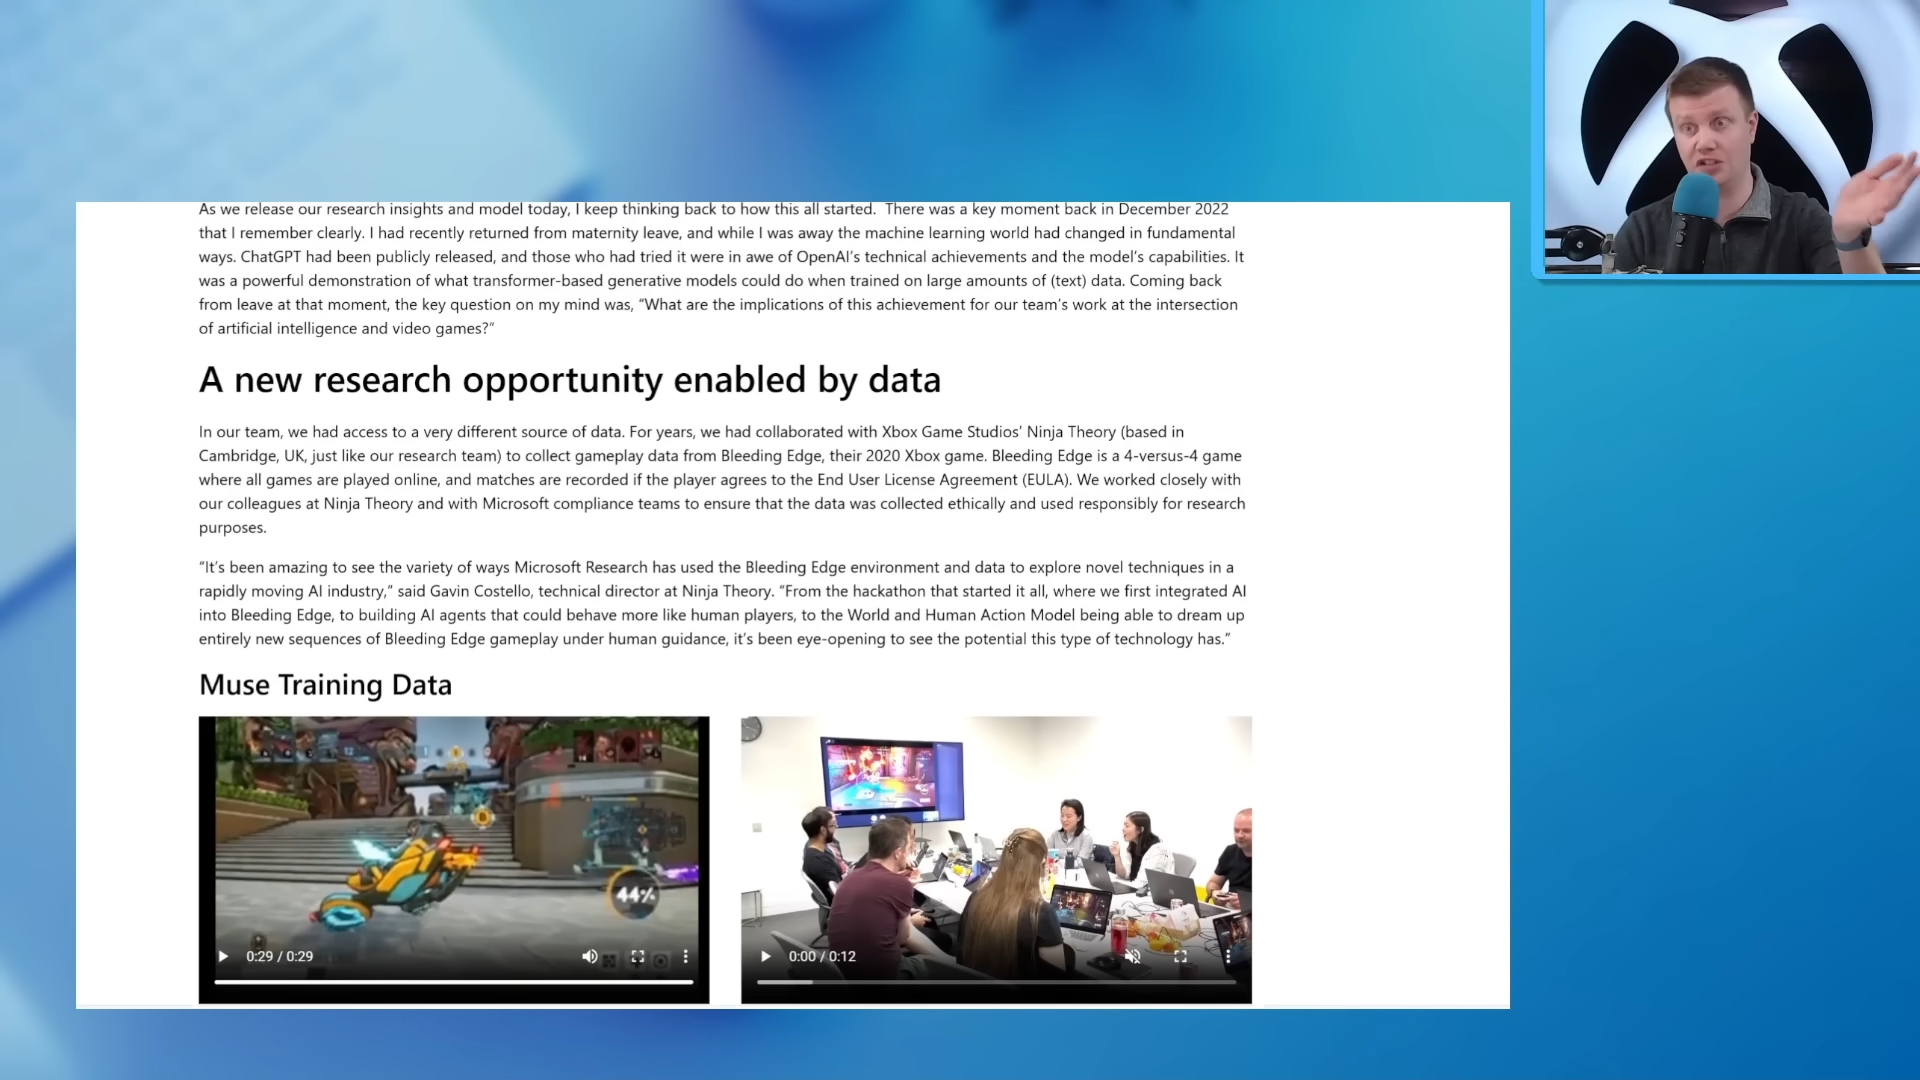 As we release our research insights and model today, I keep thinking back to how this all started. There was a key moment back in December 2022
that I remember clearly. I had recently returned from maternity leave, and while I was away the machine learning world had changed in fundamental
ways. ChatGPT had been publicly released, and those who had tried it were in awe of OpenAI’s technical achievements and the model’s capabilities. It
was a powerful demonstration of what transformer-based generative models could do when trained on large amounts of (text) data. Coming back
from leave at that moment, the key question on my mind was, “What are the implications of this achievement for our team’s work at the intersection
of artificial intelligence and video games?”
A new research opportunity enabled by data
In our team, we had access to a very different source of data. For years, we had collaborated with Xbox Game Studios’ Ninja Theory (based in
Cambridge, UK, just like our research team) to collect gameplay data from Bleeding Edge, their 2020 Xbox game. Bleeding Edge is a 4-versus-4 game
where all games are played online, and matches are recorded if the player agrees to the End User License Agreement (EULA). We worked closely with
our colleagues at Ninja Theory and with Microsoft compliance teams to ensure that the data was collected ethically and used responsibly for research
purposes.
“It’s been amazing to see the variety of ways Microsoft Research has used the Bleeding Edge environment and data to explore novel techniques in a
rapidly moving AI industry,” said Gavin Costello, technical director at Ninja Theory. “From the hackathon that started it all, where we first integrated AI
into Bleeding Edge, to building AI agents that could behave more like human players, to the World and Human Action Model being able to dream up
entirely new sequences of Bleeding Edge gameplay under human guidance, it’s been eye-opening to see the potential this type of technology has.”
Muse Training Data
44%
0:29 / 0:29
0:00 / 0:12